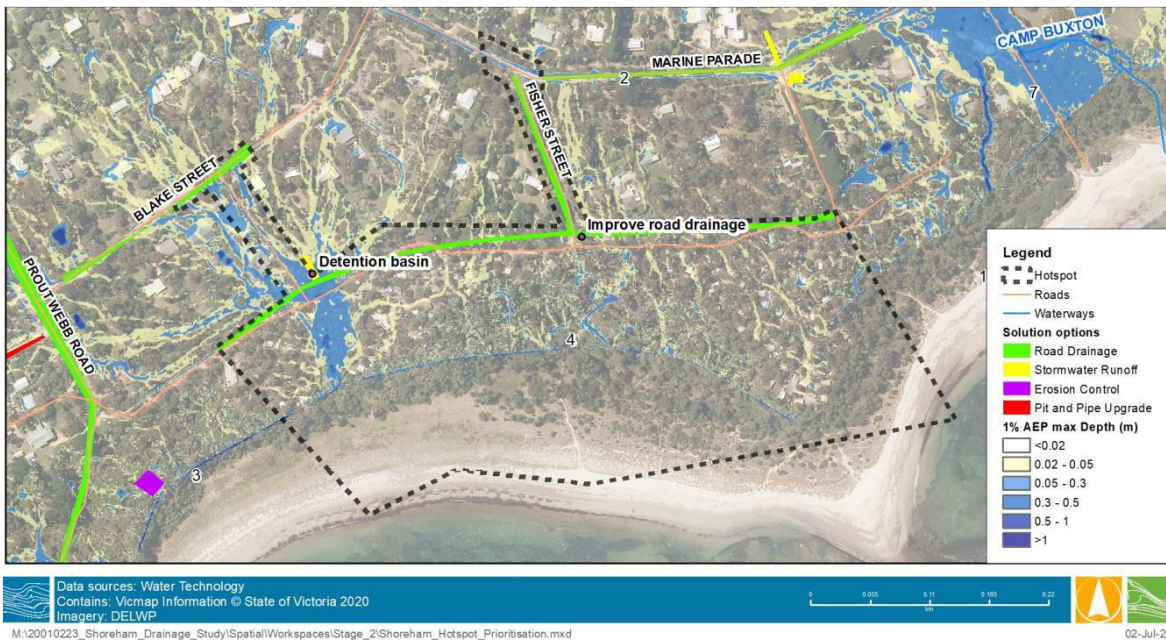 CAMP BUXTON
MARINE PARADE
2
7
FISHER STREET
BLAKE STREET
Improve road drainage
Detention basin
PROUT WEBB ROAD
1
4
3
Legend
Hotspot
Roads
Waterways
Solution options
Road Drainage
Stormwater Runoff
Erosion Control
Pit and Pipe Upgrade
1% AEP max Depth (m)
<0.02
0.02 - 0.05
0.05 - 0.3
0.3 - 0.5
0.5 - 1
>1
Data sources: Water Technology
Contains: Vicmap Information © State of Victoria 2020
Imagery: DELWP
0 0.055 0.11 0.165 0.22
km
M:\20010223_Shoreham_Drainage_Study\Spatial\Workspaces\Stage_2\Shoreham_Hotspot_Prioritisation.mxd
02-Jul-2